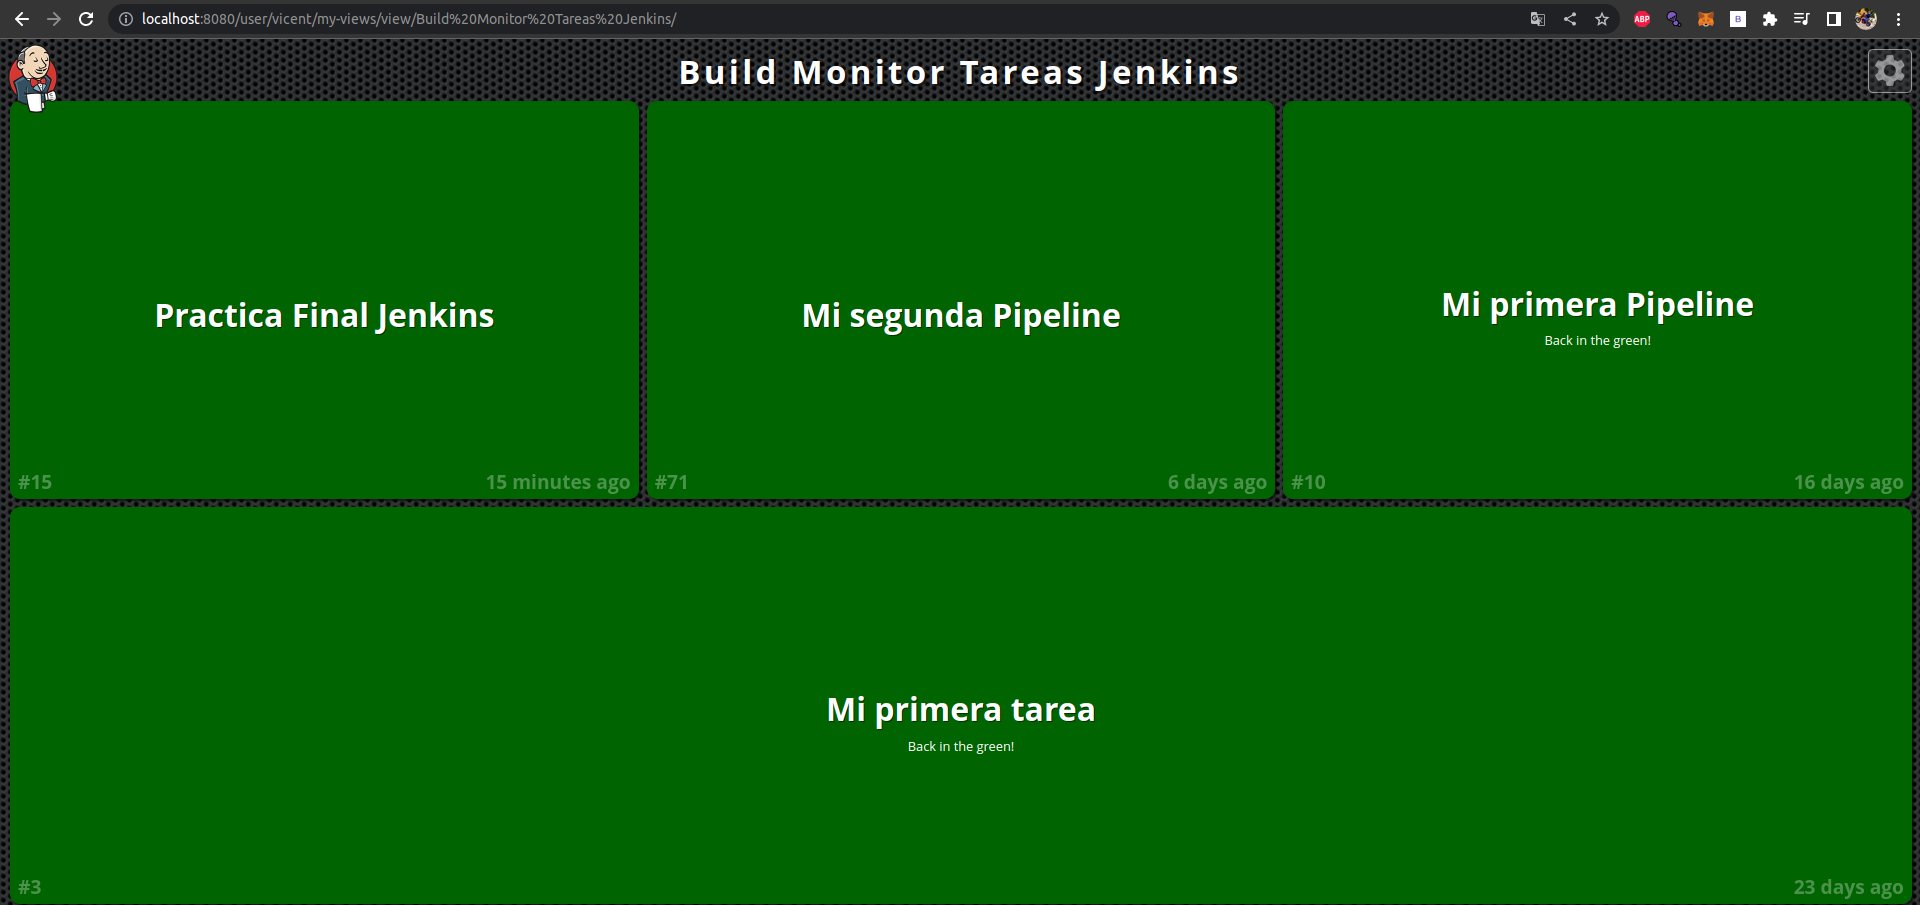 localhost:8080/user/vicent/my-views/view/Build%20Monitor%20Tareas%20Jenkins/
ABP
B
Build Monitor Tareas Jenkins
Practica Final Jenkins
#15
15 minutes ago
Mi segunda Pipeline
#71
6 days ago
Mi primera Pipeline
Back in the green!
#10
16 days ago
Mi primera tarea
Back in the green!
#3
23 days ago